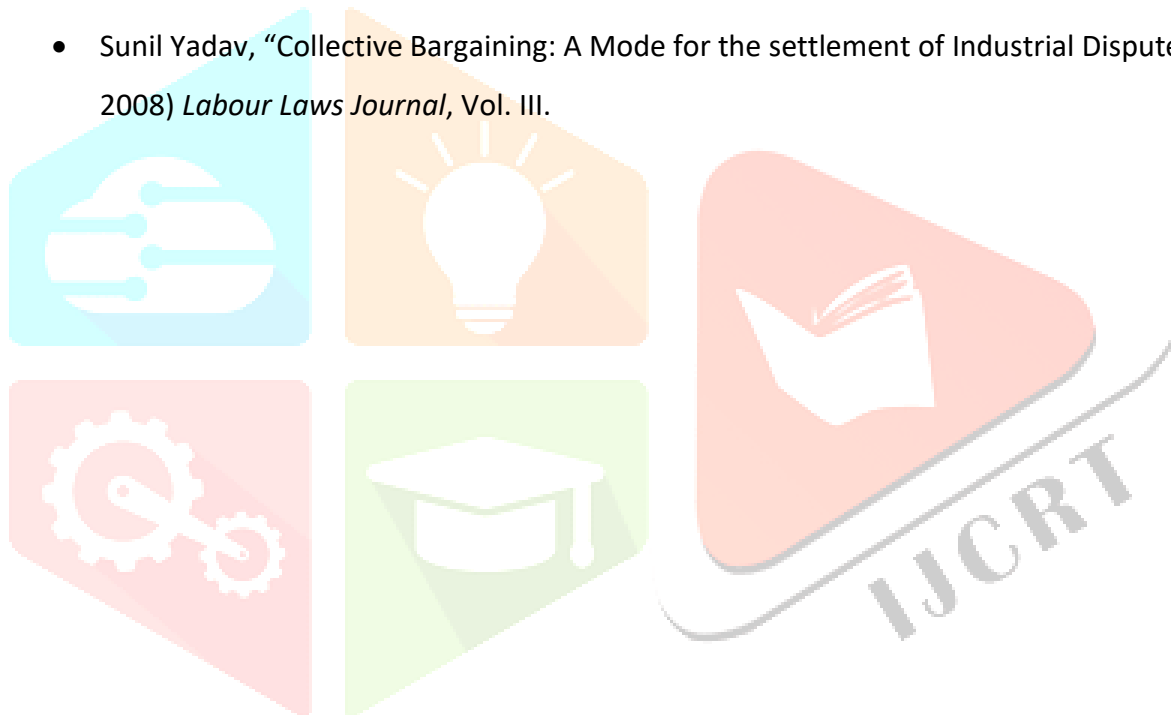 • Sunil Yadav, “Collective Bargaining: A Mode for the settlement of Industrial Dispute
2008) Labour Laws Journal, Vol. III.
IJCRT